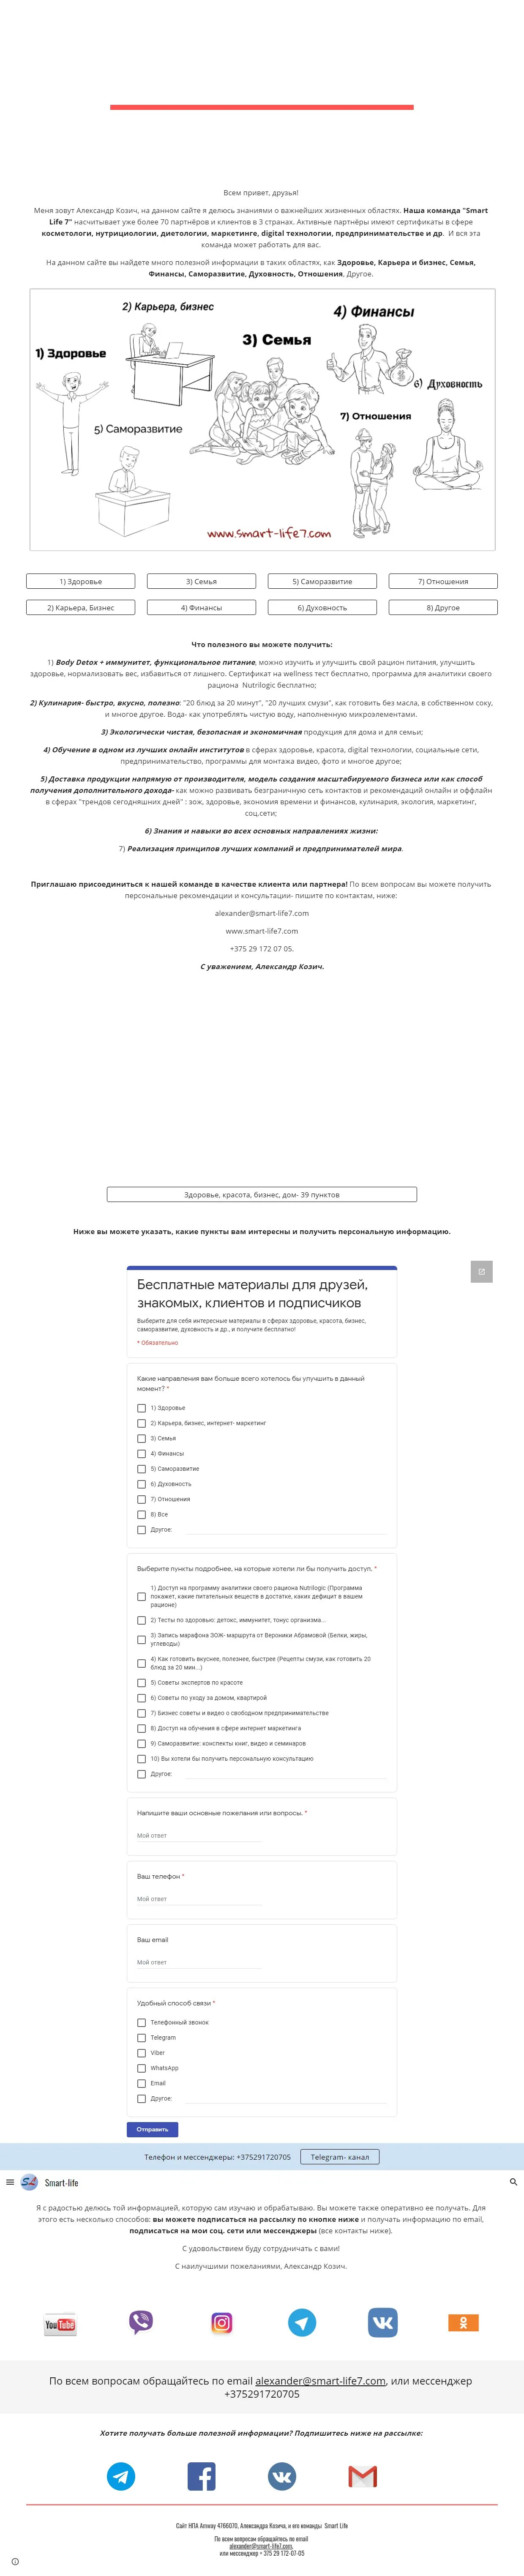 Всем привет, друзья!
Меня зовут Александр Козич, на данном сайте я делюсь знаниями о важнейших жизненных областях. Наша команда "Smart
Life 7" насчитывает уже более 70 партнёров и клиентов в 3 странах. Активные партнёры имеют сертификаты в сфере
косметологи, нутрициологии, диетологии, маркетинге, digital технологии, предпринимательстве и др. И вся эта
команда может работать для вас.
На данном сайте вы найдете много полезной информации в таких областях, как Здоровье, Карьера и бизнес, Семья,
Финансы, Саморазвитие, Духовность, Отношения, Другое.
1) Здоровье
2) Карьера, бизнес
3) Семья
4) Финансы
5) Саморазвитие
6) Духовность
7) Отношения
www.smart-life7.com
1) Здоровье
3) Семья
5) Саморазвитие
7) Отношения
2) Карьера, Бизнес
4) Финансы
6) Духовность
8) Другое
Что полезного вы можете получить:
1) Body Detox + иммунитет, функциональное питание, можно изучить и улучшить свой рацион питания, улучшить
здоровье, нормализовать вес, избавиться от лишнего. Сертификат на wellness тест бесплатно, программа для аналитики своего
рациона Nutrilogic бесплатно;
2) Кулинария- быстро, вкусно, полезно: "20 блюд за 20 минут", "20 лучших смузи", как готовить без масла, в собственном соку,
и многое другое. Вода- как употреблять чистую воду, наполненную микроэлементами.
3) Экологически чистая, безопасная и экономичная продукция для дома и для семьи;
4) Обучение в одном из лучших онлайн институтов в сферах здоровье, красота, digital технологии, социальные сети,
предпринимательство, программы для монтажа видео, фото и многое другое;
5) Доставка продукции напрямую от производителя, модель создания масштабируемого бизнеса или как способ
получения дополнительного дохода- как можно развивать безграничную сеть контактов и рекомендаций онлайн и оффлайн
в сферах "трендов сегодняшних дней" : зож, здоровье, экономия времени и финансов, кулинария, экология, маркетинг,
соц.сети;
6) Знания и навыки во всех основных направлениях жизни:
7) Реализация принципов лучших компаний и предпринимателей мира.
Приглашаю присоединиться к нашей команде в качестве клиента или партнера! По всем вопросам вы можете получить
персональные рекомендации и консультации- пишите по контактам, ниже:
alexander@smart-life7.com
www.smart-life7.com
+375 29 172 07 05.
С уважением, Александр Козич.
Здоровье, красота, бизнес, дом- 39 пунктов
Ниже вы можете указать, какие пункты вам интересны и получить персональную информацию.
Бесплатные материалы для друзей,
знакомых, клиентов и подписчиков
Выберите для себя интересные материалы в сферах здоровье, красота, бизнес,
саморазвитие, духовность и др., и получите бесплатно!
* Обязательно
Какие направления вам больше всего хотелось бы улучшить в данный
момент? *
1) Здоровье
2) Карьера, бизнес, интернет- маркетинг
3) Семья
4) Финансы
5) Саморазвитие
6) Духовность
7) Отношения
8) Все
Другое:
Выберите пункты подробнее, на которые хотели ли бы получить доступ. *
1) Доступ на программу аналитики своего рациона Nutrilogic (Программа
покажет, какие питательных веществ в достатке, каких дефицит в вашем
рационе)
2) Тесты по здоровью: детокс, иммунитет, тонус организма...
3) Запись марафона ЗОЖ- маршрута от Вероники Абрамовой (Белки, жиры,
углеводы)
4) Как готовить вкуснее, полезнее, быстрее (Рецепты смузи, как готовить 20
блюд за 20 мин...)
5) Советы экспертов по красоте
6) Советы по уходу за домом, квартирой
7) Бизнес советы и видео о свободном предпринимательстве
8) Доступ на обучения в сфере интернет маркетинга
9) Саморазвитие: конспекты книг, видео и семинаров
10) Вы хотели бы получить персональную консультацию
Другое:
Напишите ваши основные пожелания или вопросы. *
Мой ответ
Ваш телефон *
Мой ответ
Ваш email
Мой ответ
Удобный способ связи *
Телефонный звонок
Telegram
Viber
WhatsApp
Email
Другое:
Отправить
Телефон и мессенджеры: +375291720705
Telegram- канал
Smart-life
Я с радостью делюсь той информацией, которую сам изучаю и обрабатываю. Вы можете также оперативно ее получать. Для
этого есть несколько способов: вы можете подписаться на рассылку по кнопке ниже и получать информацию по email,
подписаться на мои соц. сети или мессенджеры (все контакты ниже).
С удовольствием буду сотрудничать с вами!
С наилучшими пожеланиями, Александр Козич.
YouTube
По всем вопросам обращайтесь по email alexander@smart-life7.com, или мессенджер
+375291720705
Хотите получать больше полезной информации? Подпишитесь ниже на рассылке:
Сайт НПА Amway 4766070, Александра Козича, и его команды Smart Life
По всем вопросам обращайтесь по email
alexander@smart-life7.com,
или мессенджер + 375 29 172-07-05